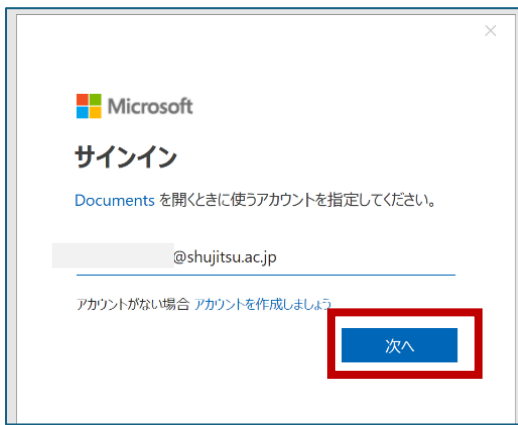 Microsoft
サインイン
Documents を開くときに使うアカウントを指定してください。
@shujitsu.ac.jp
アカウントがない場合 アカウントを作成しましょう
次へ